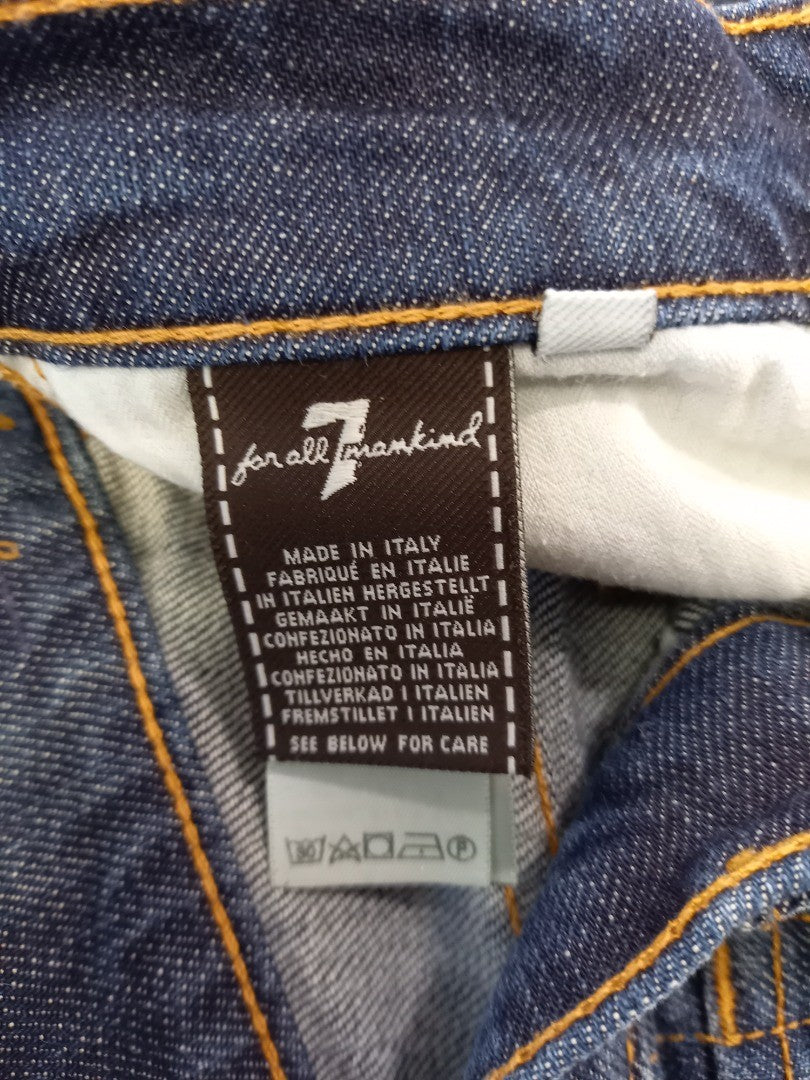 for all 7 mankind
MADE IN ITALY
FABRIQUÉ EN ITALIE
IN ITALIEN HERGESTELLT
GEMAAKT IN ITALIË
CONFEZIONATO IN ITALIA
HECHO EN ITALIA
CONFEZIONATO IN ITALIA
TILLVERKAD I ITALIEN
FREMSTILLET I ITALIEN
SEE BELOW FOR CARE
30 P